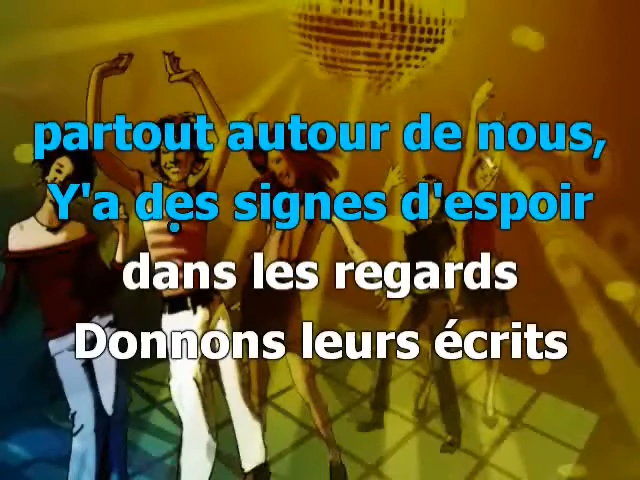 partout autour de nous,
Y'a des signes d'espoir
dans les regards
Donnons leurs écrits